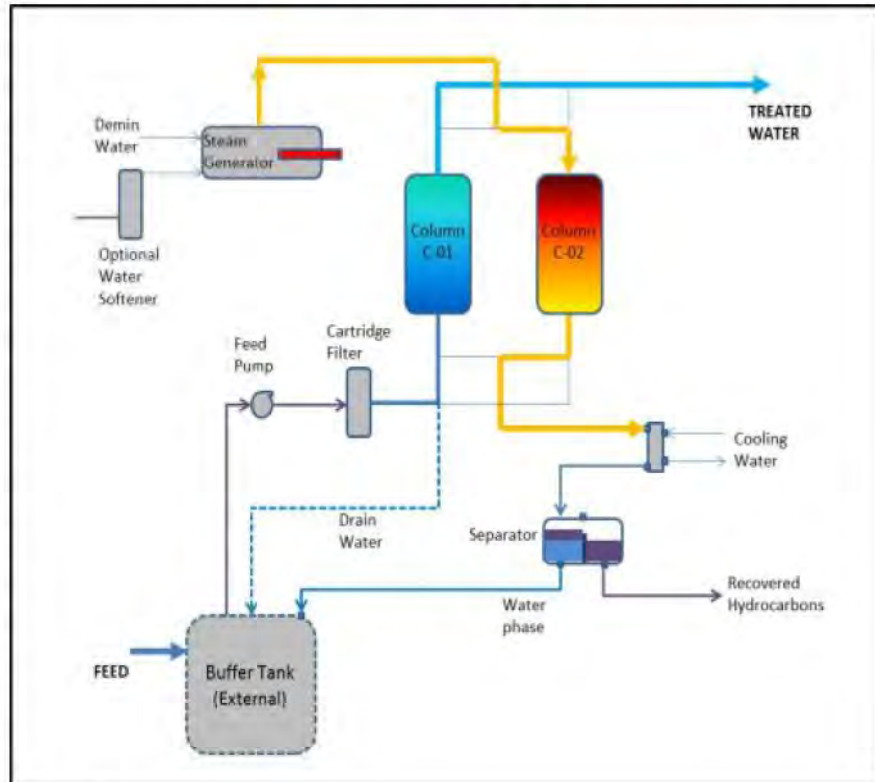 TREATED
WATER
Demin
Water
Steam
Generator
Column
C-01
Column
C-02
Optional
Water
Softener
Cartridge
Filter
Feed
Pump
Cooling
Water
Drain
Water
Separator
Recovered
Hydrocarbons
Water
phase
FEED
Buffer Tank
(External)